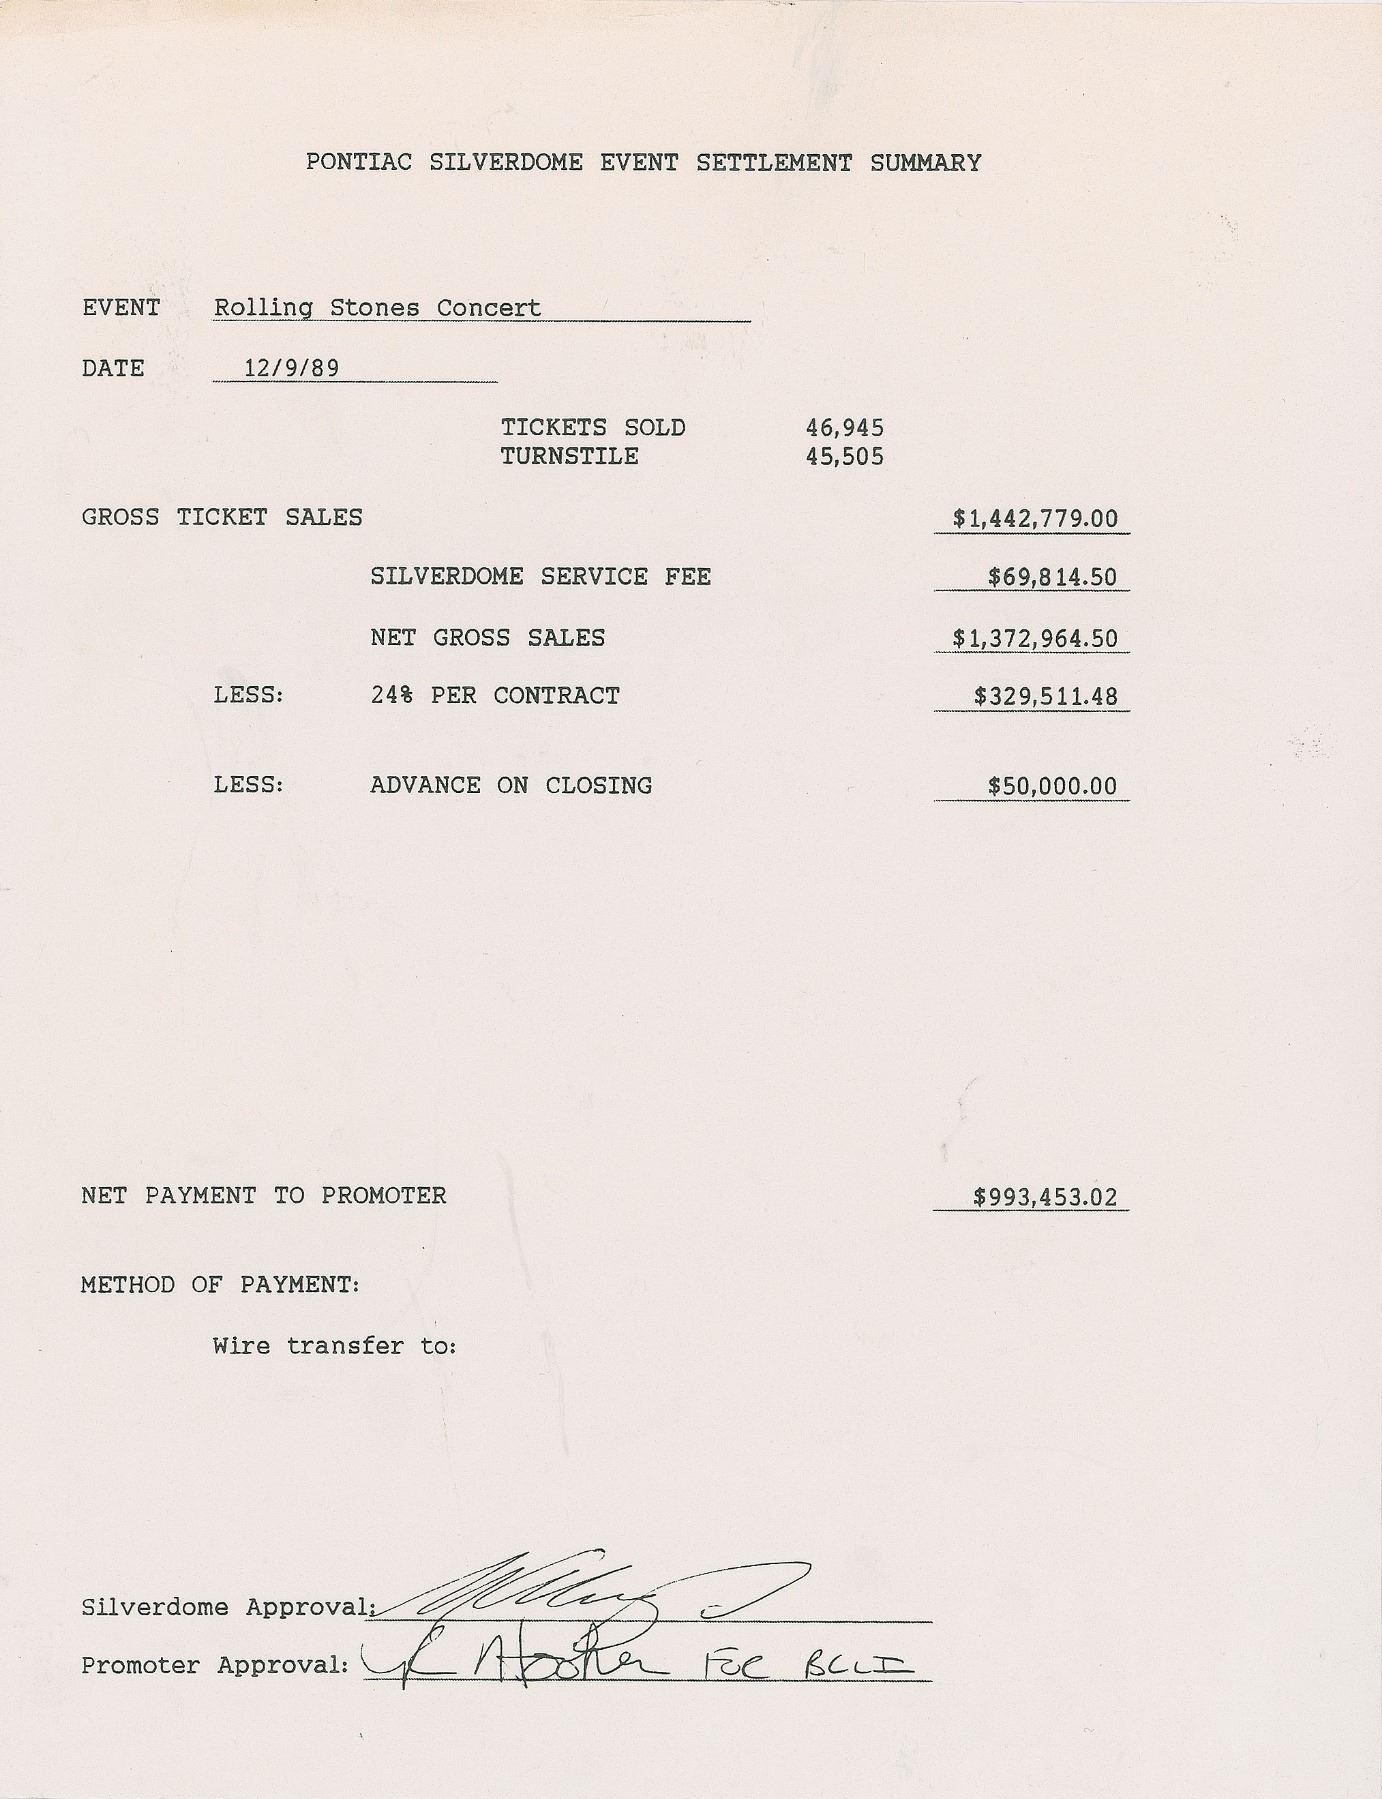 PONTIAC SILVERDOME EVENT SETTLEMENT SUMMARY
EVENT Rolling Stones Concert
DATE 12/9/89
TICKETS SOLD 46,945
TURNSTILE 45,505
GROSS TICKET SALES $1,442,779.00
SILVERDOME SERVICE FEE $69,814.50
NET GROSS SALES $1,372,964.50
LESS: 24% PER CONTRACT $329,511.48
LESS: ADVANCE ON CLOSING $50,000.00
NET PAYMENT TO PROMOTER $993,453.02
METHOD OF PAYMENT:
Wire transfer to:
Silverdome Approval:
Promoter Approval: FOR BCLI